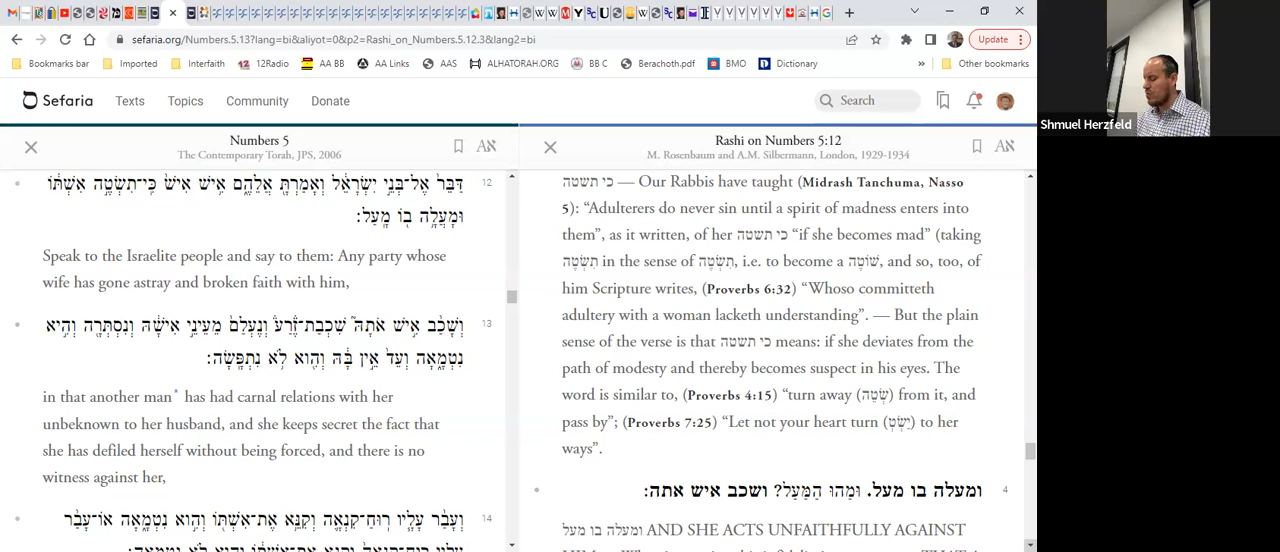 sefaria.org/Numbers.5.13?lang=bi&aliyot=0&p2=Rashi_on_Numbers.5.12.3&lang2=bi
Update
Bookmarks bar
Imported
Interfaith
12Radio
AA BB
AA Links
AAS
ALHATORAH.ORG
BB C
Berachoth.pdf
BMO
Dictionary
»
Other bookmarks
Sefaria
Texts
Topics
Community
Donate
Search
Numbers 5
The Contemporary Torah, JPS, 2006
12
דַּבֵּר֙ אֶל־בְּנֵ֣י יִשְׂרָאֵ֔ל וְאָמַרְתָּ֖ אֲלֵהֶ֑ם אִ֥ישׁ אִישׁ֙ כִּֽי־תִשְׂטֶ֣ה אִשְׁתּ֔וֹ
וּמָעֲלָ֥ה ב֖וֹ מָֽעַל׃
Speak to the Israelite people and say to them: Any party whose
wife has gone astray and broken faith with him,
13
וְשָׁכַ֨ב אִ֣ישׁ אֹתָהּ֮ שִׁכְבַת־זֶ֒רַע֒ וְנֶעְלַם֙ מֵעֵינֵ֣י אִישָׁ֔הּ וְנִסְתְּרָ֖ה וְהִ֣יא
נִטְמָ֑אָה וְעֵד֙ אֵ֣ין בָּ֔הּ וְהִ֖וא לֹ֥א נִתְפָּֽשָׂה׃
in that another man* has had carnal relations with her
unbeknown to her husband, and she keeps secret the fact that
she has defiled herself without being forced, and there is no
witness against her,
14
וְעָבַ֨ר עָלָ֧יו רֽוּחַ־קִנְאָ֛ה וְקִנֵּ֥א אֶת־אִשְׁתּ֖וֹ וְהִ֣וא נִטְמָ֑אָה אוֹ־עָבַ֨ר
Rashi on Numbers 5:12
M. Rosenbaum and A.M. Silbermann, London, 1929-1934
כי תשטה — Our Rabbis have taught (Midrash Tanchuma, Nasso
5): “Adulterers do never sin until a spirit of madness enters into
them”, as it written, of her כי תשטה “if she becomes mad” (taking
תִּשְׂטֶה in the sense of תִּשְׁטֶה, i.e. to become a שׁוֹטֶה, and so, too, of
him Scripture writes, (Proverbs 6:32) “Whoso committeth
adultery with a woman lacketh understanding”. — But the plain
sense of the verse is that כי תשטה means: if she deviates from the
path of modesty and thereby becomes suspect in his eyes. The
word is similar to, (Proverbs 4:15) “turn away (שְׂטֵה) from it, and
pass by”; (Proverbs 7:25) “Let not your heart turn (יֵשְׂטְ) to her
ways”.
4
ומעלה בו מעל. וּמַהוּ הַמַּעַל? ושכב איש אתה:
ומעלה בו מעל AND SHE ACTS UNFAITHFULLY AGAINST
Shmuel Herzfeld